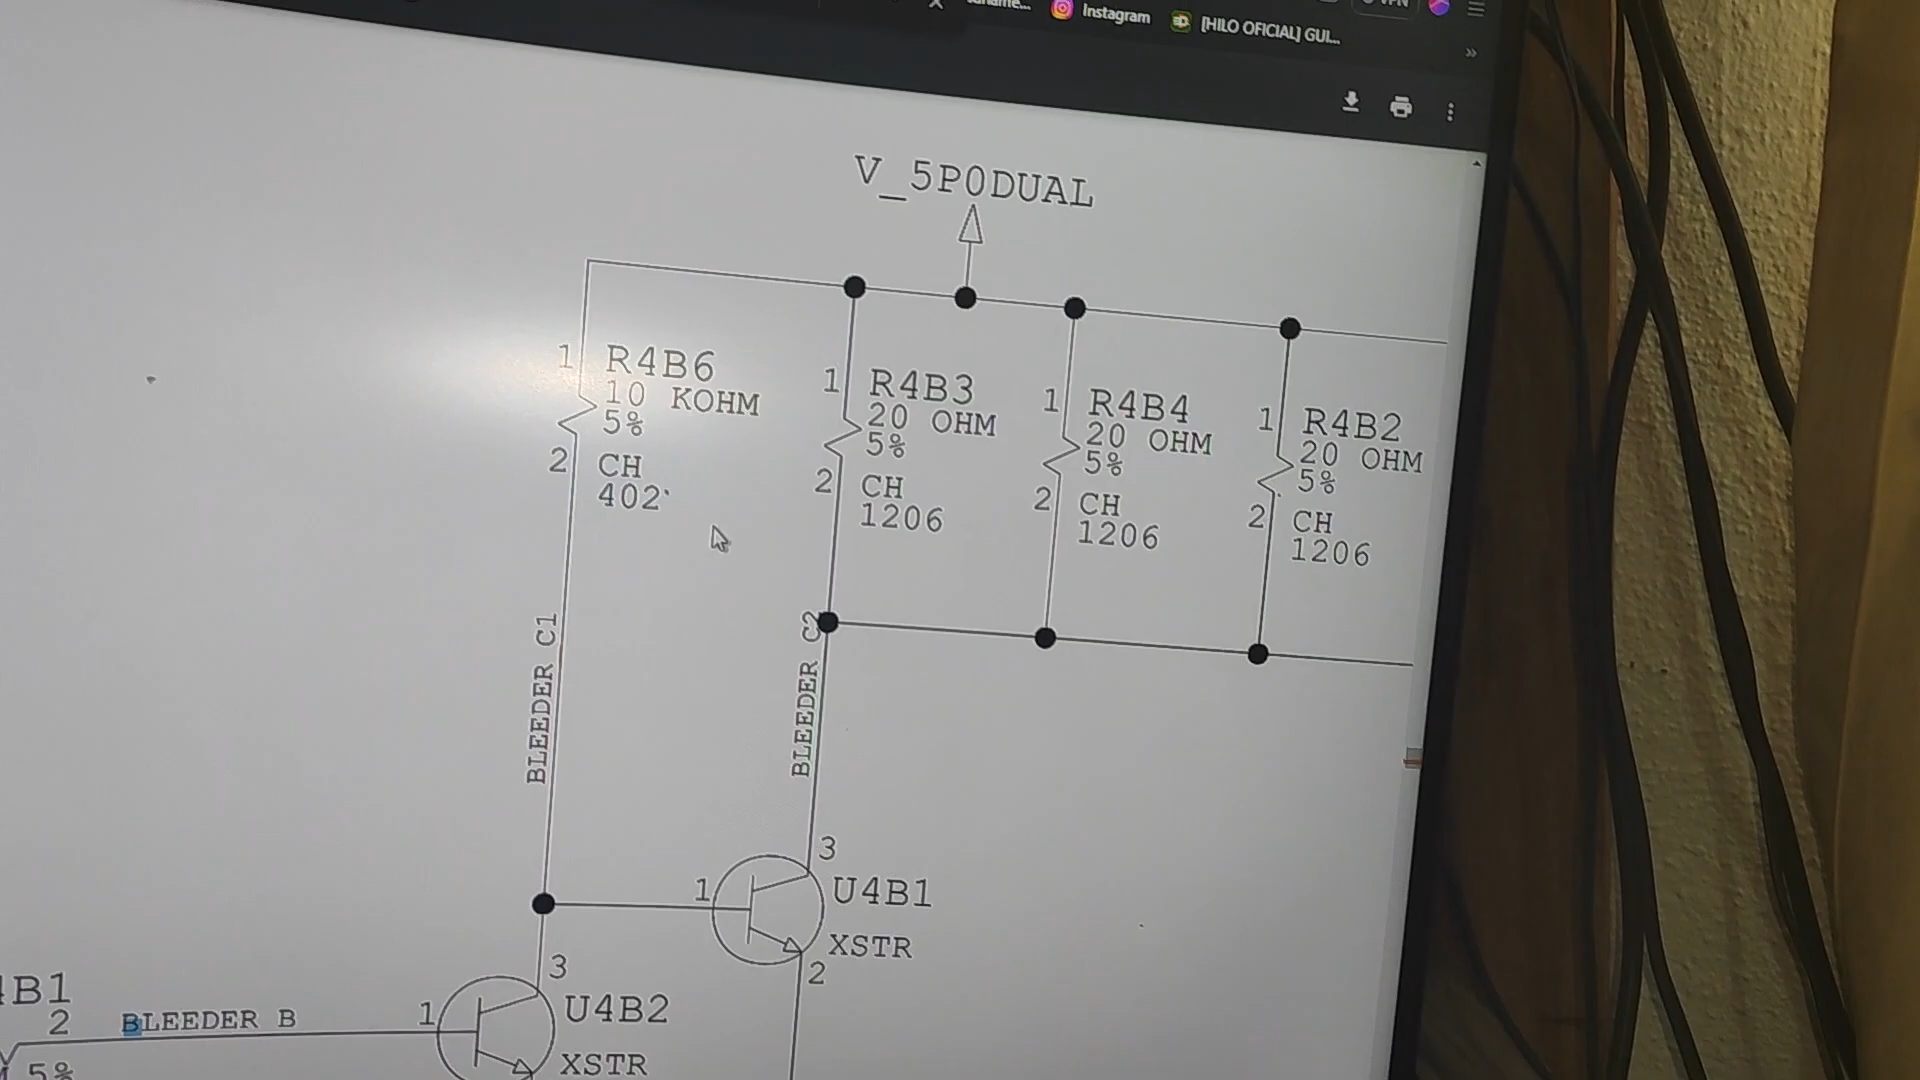 Instagram
[HILO OFICIAL] GUI...
VPN
V_5P0DUAL
1
R4B6
10 KOHM
5%
2
CH
402
1
R4B3
20 OHM
5%
2
CH
1206
1
R4B4
20 OHM
5%
2
CH
1206
1
R4B2
20 OHM
5%
2
CH
1206
BLEEDER C1
BLEEDER C2
3
1
U4B1
XSTR
2
3
1
U4B2
XSTR
4B1
2
BLEEDER B
5%